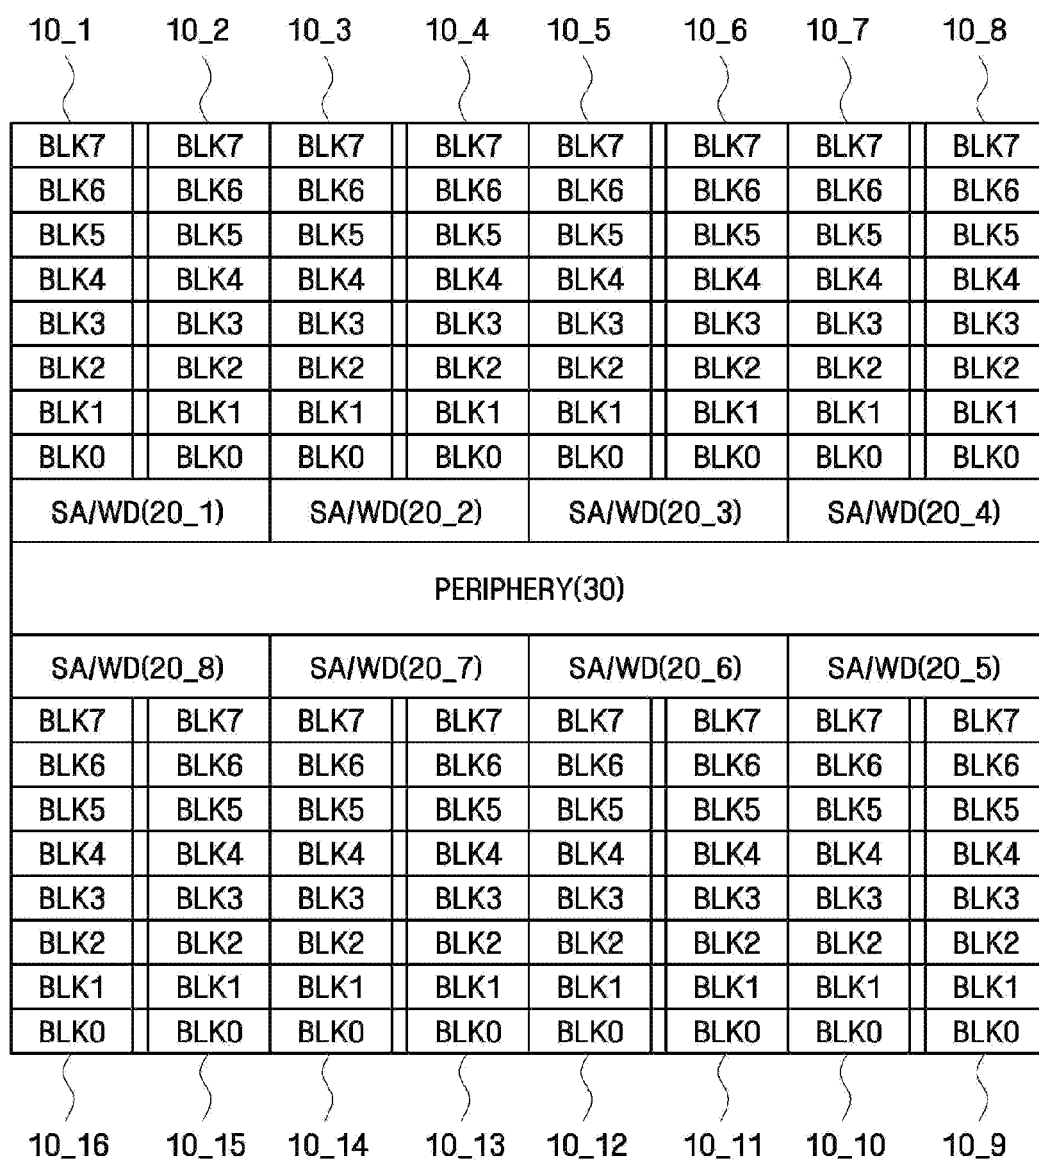 10_1 10_2 10_3 10_4 10_5 10_6 10_7 10_8
BLK7 BLK7 BLK7 BLK7 BLK7 BLK7 BLK7 BLK7
BLK6 BLK6 BLK6 BLK6 BLK6 BLK6 BLK6 BLK6
BLK5 BLK5 BLK5 BLK5 BLK5 BLK5 BLK5 BLK5
BLK4 BLK4 BLK4 BLK4 BLK4 BLK4 BLK4 BLK4
BLK3 BLK3 BLK3 BLK3 BLK3 BLK3 BLK3 BLK3
BLK2 BLK2 BLK2 BLK2 BLK2 BLK2 BLK2 BLK2
BLK1 BLK1 BLK1 BLK1 BLK1 BLK1 BLK1 BLK1
BLK0 BLK0 BLK0 BLK0 BLK0 BLK0 BLK0 BLK0
SA/WD(20_1) SA/WD(20_2) SA/WD(20_3) SA/WD(20_4)
PERIPHERY(30)
SA/WD(20_8) SA/WD(20_7) SA/WD(20_6) SA/WD(20_5)
BLK7 BLK7 BLK7 BLK7 BLK7 BLK7 BLK7 BLK7
BLK6 BLK6 BLK6 BLK6 BLK6 BLK6 BLK6 BLK6
BLK5 BLK5 BLK5 BLK5 BLK5 BLK5 BLK5 BLK5
BLK4 BLK4 BLK4 BLK4 BLK4 BLK4 BLK4 BLK4
BLK3 BLK3 BLK3 BLK3 BLK3 BLK3 BLK3 BLK3
BLK2 BLK2 BLK2 BLK2 BLK2 BLK2 BLK2 BLK2
BLK1 BLK1 BLK1 BLK1 BLK1 BLK1 BLK1 BLK1
BLK0 BLK0 BLK0 BLK0 BLK0 BLK0 BLK0 BLK0
10_16 10_15 10_14 10_13 10_12 10_11 10_10 10_9